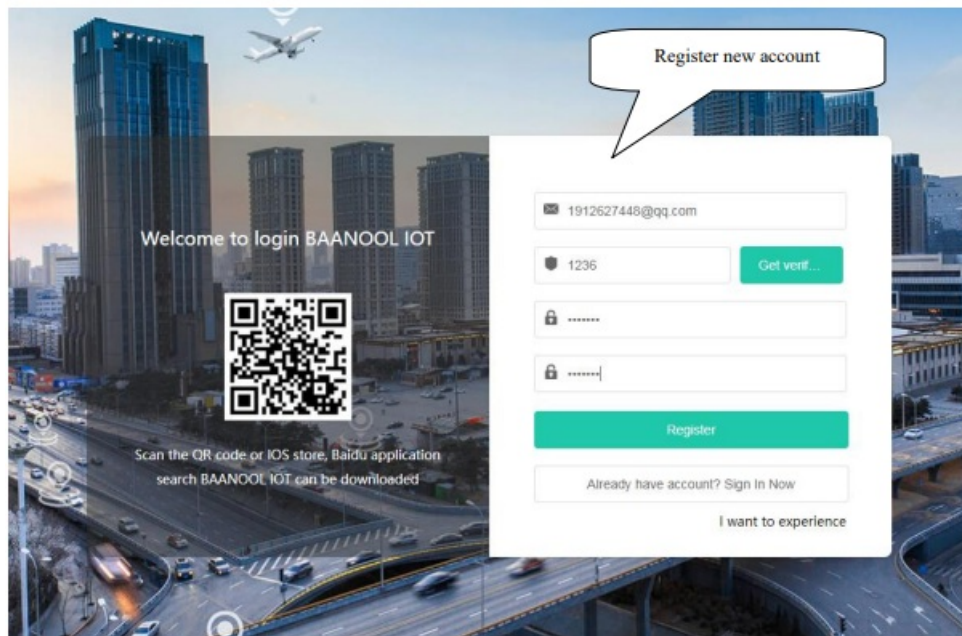 Register new account
Welcome to login BAANOOL IOT
Scan the QR code or IOS store, Baidu application
search BAANOOL IOT can be downloaded
1912627448@qq.com
1236
Get verif...
•••••••
•••••••
Register
Already have account? Sign In Now
I want to experience